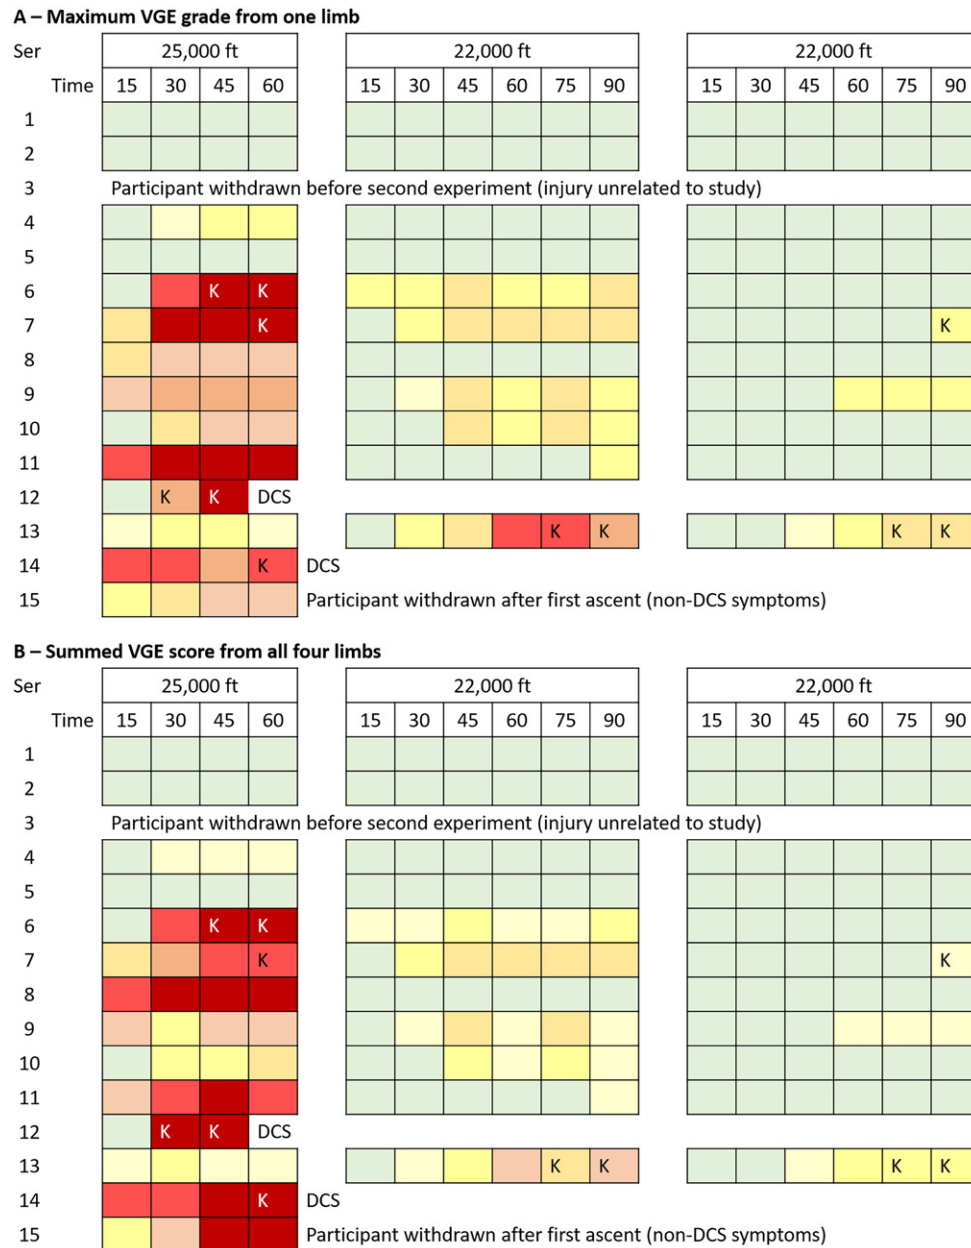 A – Maximum VGE grade from one limb
Ser 25,000 ft 22,000 ft 22,000 ft
Time 15 30 45 60 15 30 45 60 75 90 15 30 45 60 75 90
1
2
3 Participant withdrawn before second experiment (injury unrelated to study)
4
5
6 K K
7 K K
8
9
10
11
12 K K DCS
13 K K K K
14 K DCS
15 Participant withdrawn after first ascent (non-DCS symptoms)
B – Summed VGE score from all four limbs
Ser 25,000 ft 22,000 ft 22,000 ft
Time 15 30 45 60 15 30 45 60 75 90 15 30 45 60 75 90
1
2
3 Participant withdrawn before second experiment (injury unrelated to study)
4
5
6 K K
7 K K
8
9
10
11
12 K K DCS
13 K K K K
14 K DCS
15 Participant withdrawn after first ascent (non-DCS symptoms)